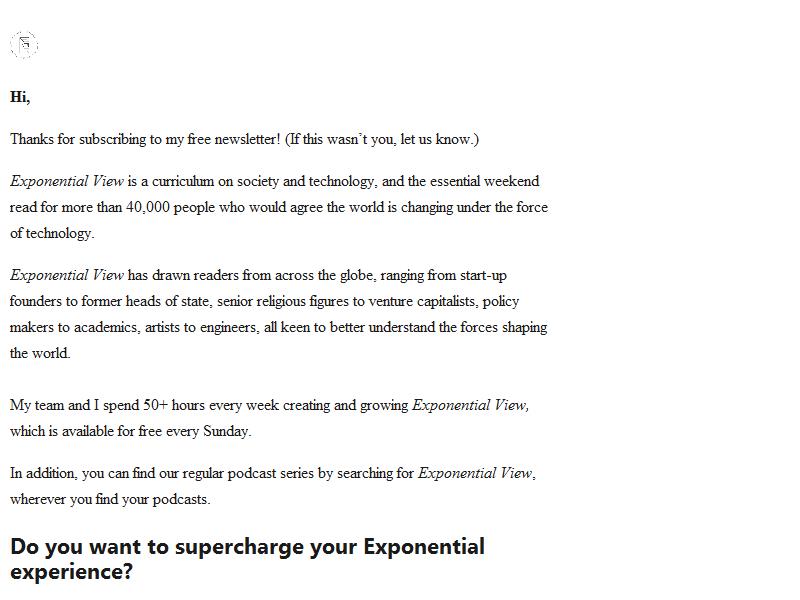 Hi,
Thanks for subscribing to my free newsletter! (If this wasn’t you, let us know.)
Exponential View is a curriculum on society and technology, and the essential weekend
read for more than 40,000 people who would agree the world is changing under the force
of technology.
Exponential View has drawn readers from across the globe, ranging from start-up
founders to former heads of state, senior religious figures to venture capitalists, policy
makers to academics, artists to engineers, all keen to better understand the forces shaping
the world.
My team and I spend 50+ hours every week creating and growing Exponential View,
which is available for free every Sunday.
In addition, you can find our regular podcast series by searching for Exponential View,
wherever you find your podcasts.
Do you want to supercharge your Exponential
experience?